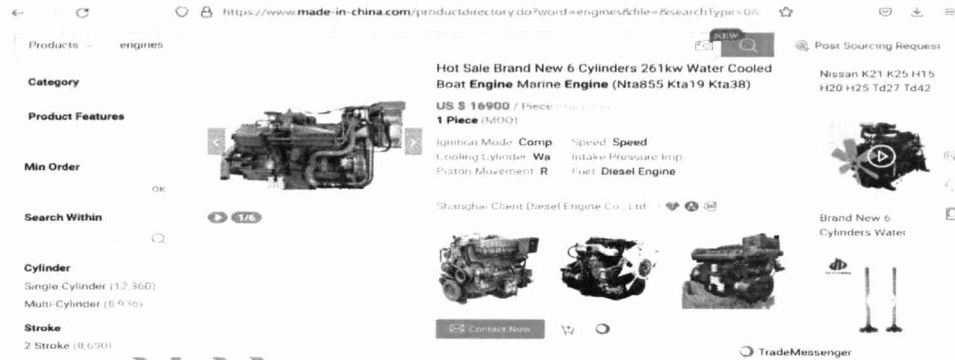 https://www.made-in-china.com/productdirectory.do?word=engines&file=&searchType=
Products
engines
NEW
Post Sourcing Request
Category
Product Features
Min Order
OK
Search Within
Cylinder
Single Cylinder (12,360)
Multi-Cylinder
Stroke
2 Stroke (8,690)
1/6
Hot Sale Brand New 6 Cylinders 261kw Water Cooled
Boat Engine Marine Engine (Nta855 Kta19 Kta38)
US $ 16900 / Piece
1 Piece (MOQ)
Ignition Mode: Comp Speed: Speed
Cooling Cylinder: Wa Intake Pressure: Imp
Piston Movement: R Fuel: Diesel Engine
Shanghai Client Diesel Engine Co., Ltd.
Contact Now
Nissan K21 K25 H15
H20 H25 Td27 Td42
Brand New 6
Cylinders Water
TradeMessenger